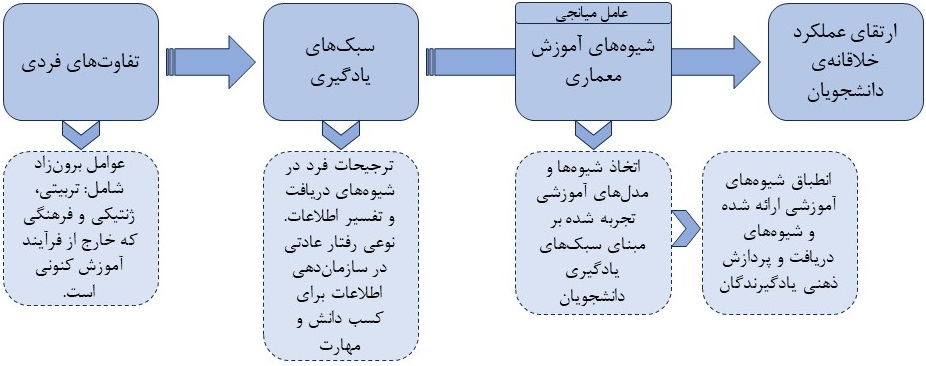 تفاوت‌های فردی
سبک‌های
یادگیری
عامل میانجی
شیوه‌های آموزش
معماری
ارتقای عملکرد
خلاقانه‌ی
دانشجویان
عوامل برون‌زاد
شامل: تربیتی،
ژنتیکی و فرهنگی
که خارج از فرآیند
آموزش کنونی
است.
ترجیحات فرد در
شیوه‌های دریافت
و تفسیر اطلاعات.
نوعی رفتار عادتی
در سازمان‌دهی
اطلاعات برای
کسب دانش و
مهارت
اتخاذ شیوه‌ها و
مدل‌های آموزشی
تجربه شده بر
مبنای سبک‌های
یادگیری
دانشجویان
انطباق شیوه‌های
آموزشی ارائه شده
و شیوه‌های
دریافت و پردازش
ذهنی یادگیرندگان